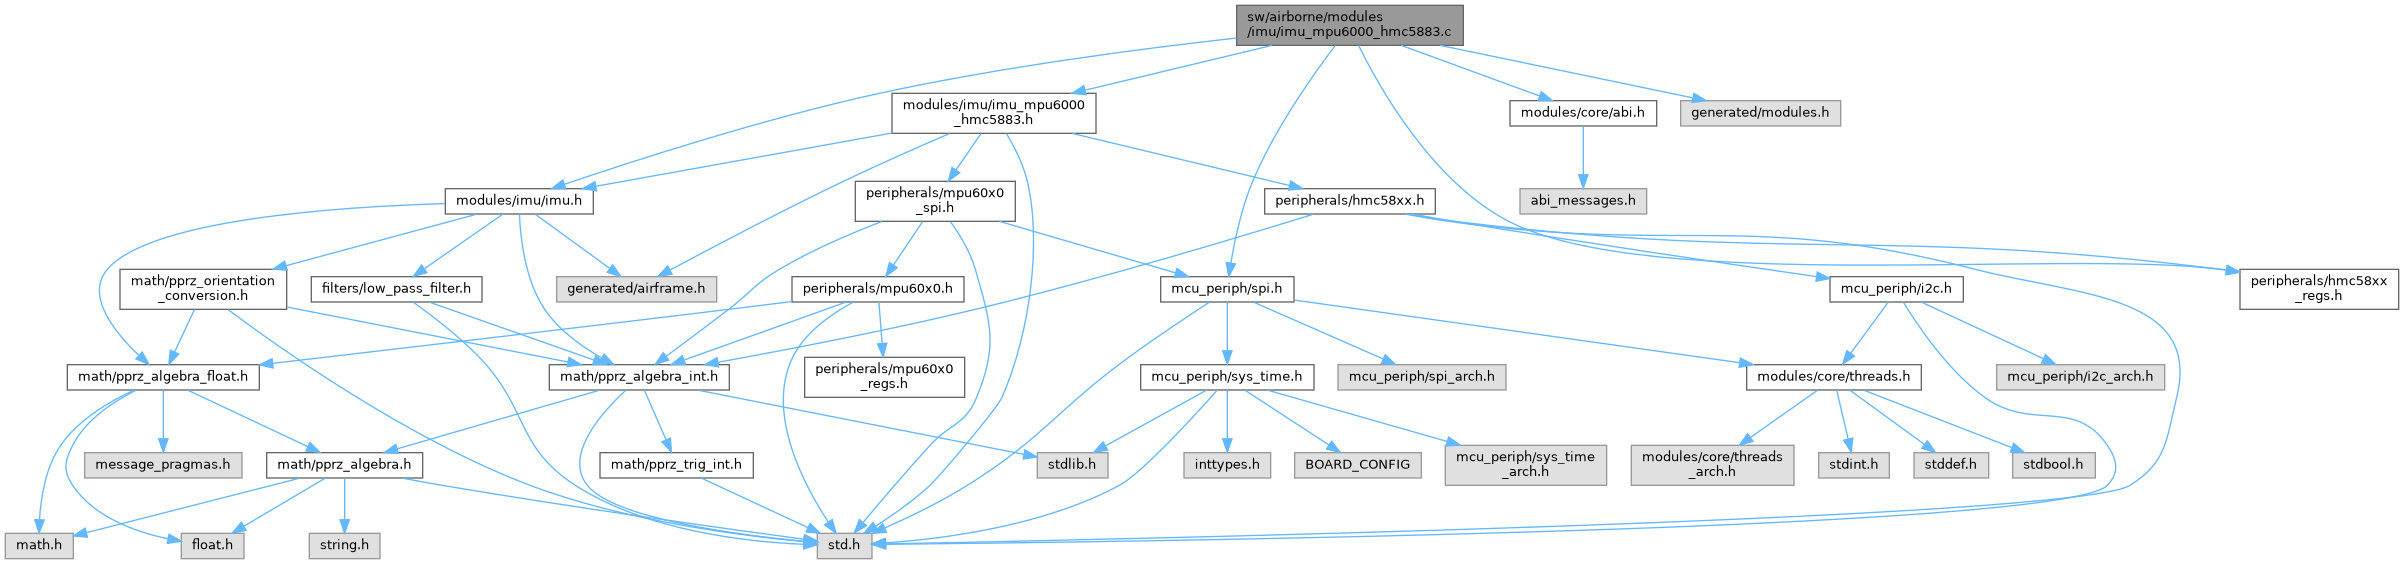 sw/airborne/modules
/imu/imu_mpu6000_hmc5883.c
modules/imu/imu_mpu6000
_hmc5883.h
modules/core/abi.h
generated/modules.h
modules/imu/imu.h
peripherals/mpu60x0
_spi.h
peripherals/hmc58xx.h
abi_messages.h
math/pprz_orientation
_conversion.h
filters/low_pass_filter.h
generated/airframe.h
peripherals/mpu60x0.h
mcu_periph/spi.h
mcu_periph/i2c.h
peripherals/hmc58xx
_regs.h
math/pprz_algebra_float.h
math/pprz_algebra_int.h
peripherals/mpu60x0
_regs.h
mcu_periph/sys_time.h
mcu_periph/spi_arch.h
modules/core/threads.h
mcu_periph/i2c_arch.h
message_pragmas.h
math/pprz_algebra.h
math/pprz_trig_int.h
stdlib.h
inttypes.h
BOARD_CONFIG
mcu_periph/sys_time
_arch.h
modules/core/threads
_arch.h
stdint.h
stddef.h
stdbool.h
math.h
float.h
string.h
std.h